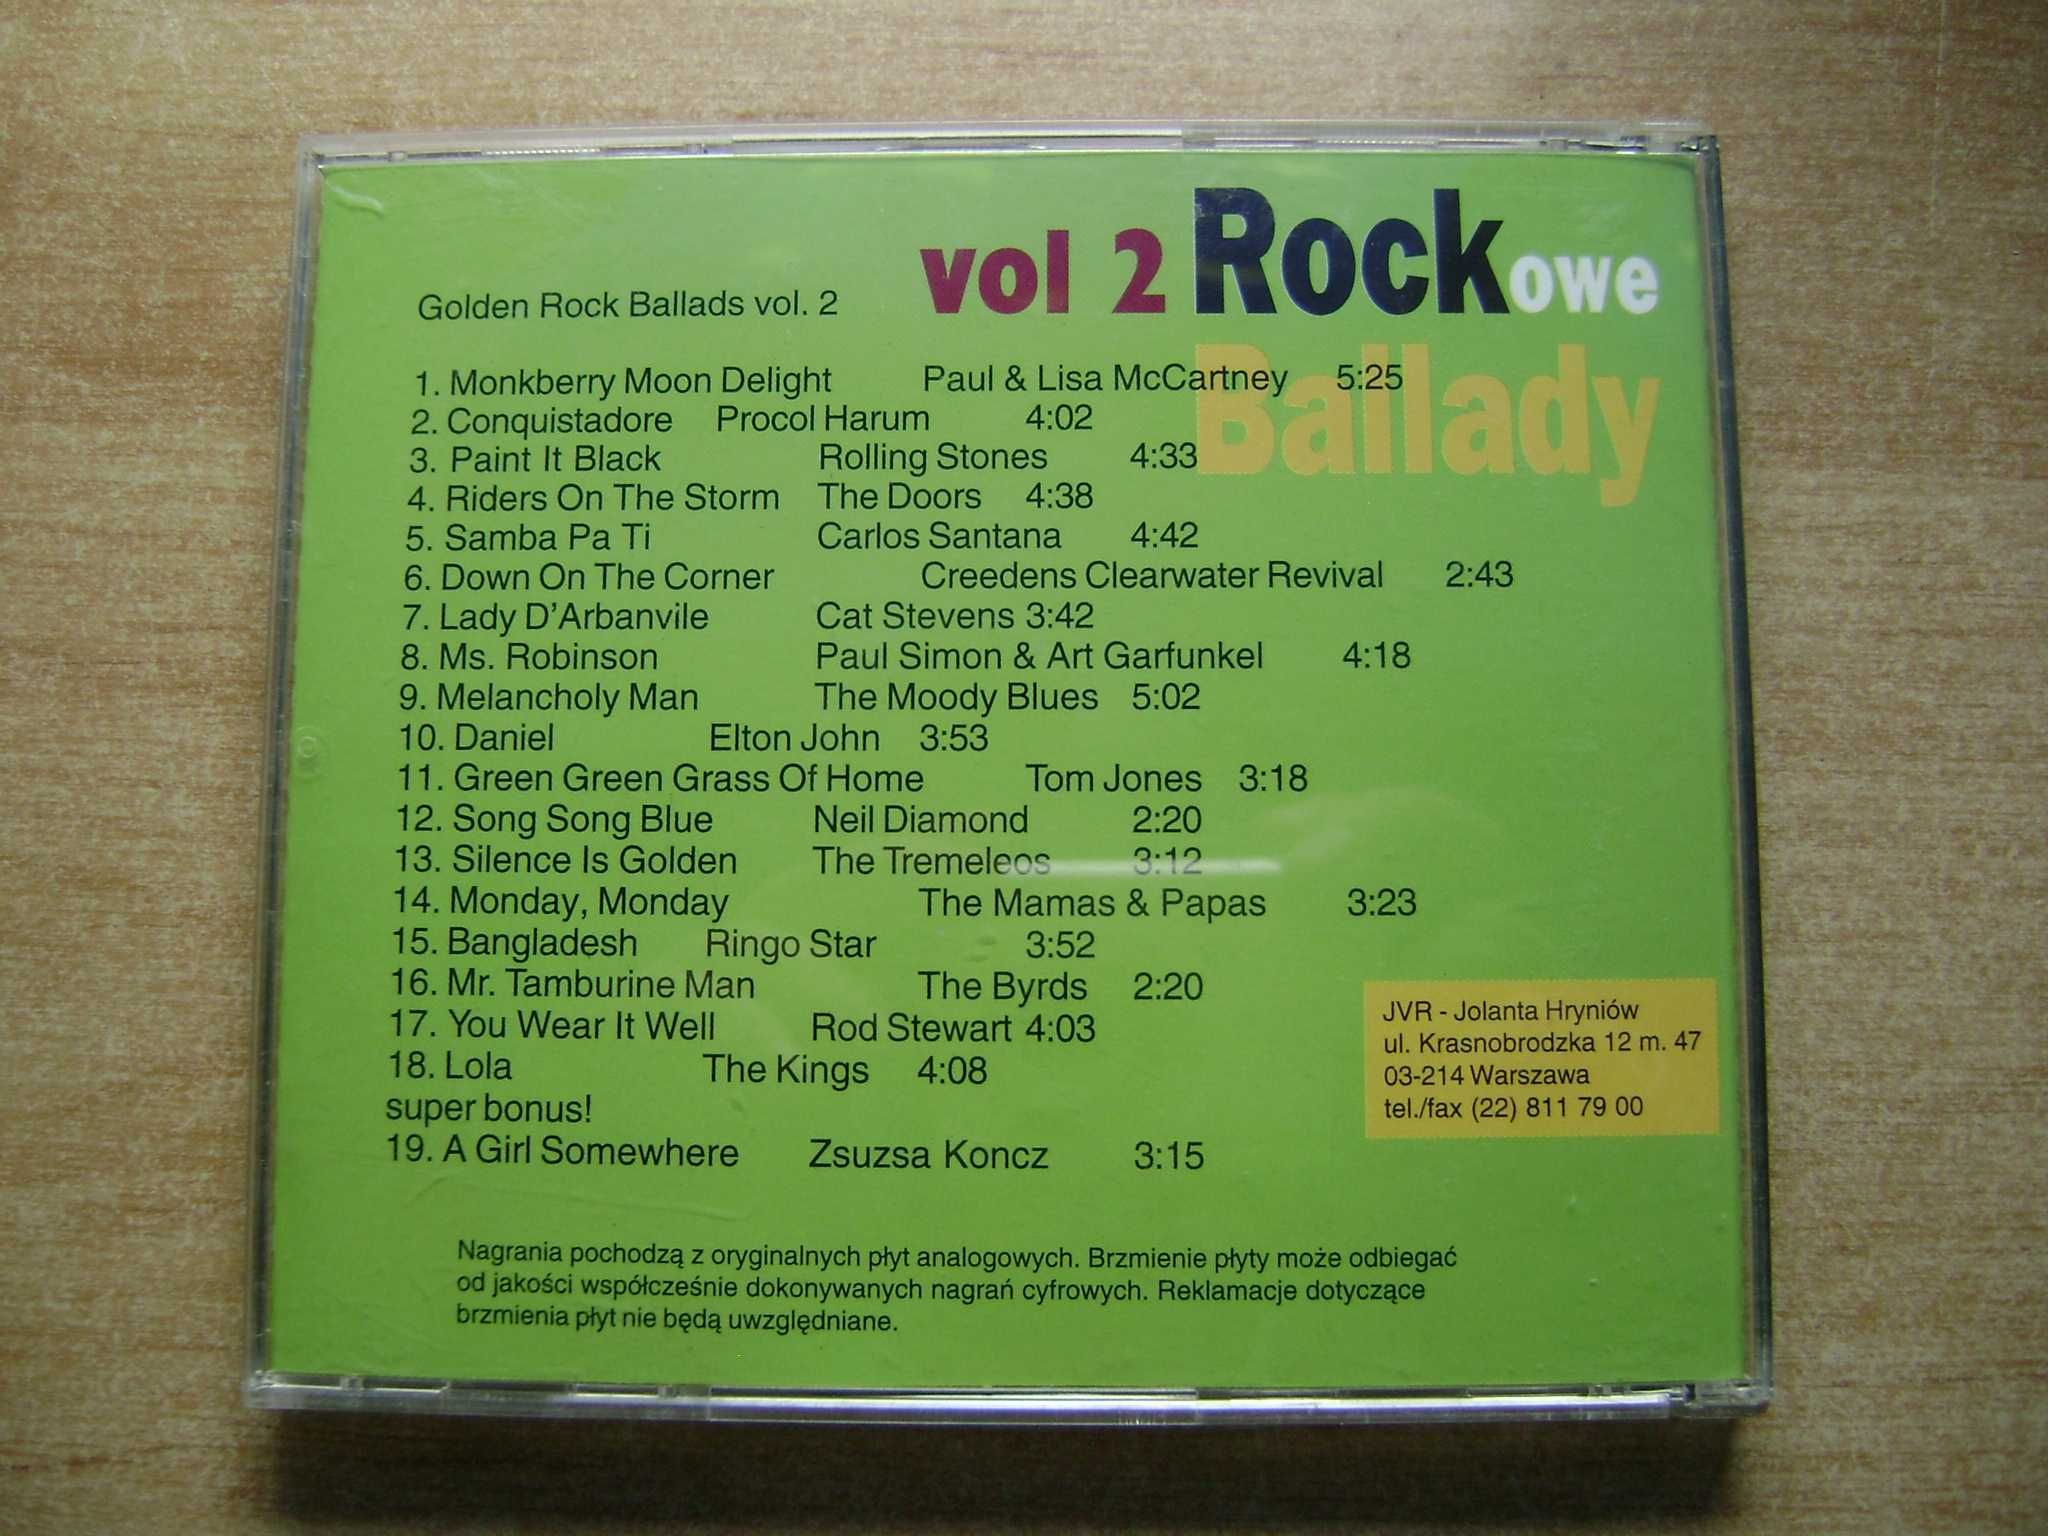 vol 2 Rockowe
Ballady
Golden Rock Ballads vol. 2
1. Monkberry Moon Delight Paul & Lisa McCartney 5:25
2. Conquistadore Procol Harum 4:02
3. Paint It Black Rolling Stones 4:33
4. Riders On The Storm The Doors 4:38
5. Samba Pa Ti Carlos Santana 4:42
6. Down On The Corner Creedens Clearwater Revival 2:43
7. Lady D'Arbanvile Cat Stevens 3:42
8. Ms. Robinson Paul Simon & Art Garfunkel 4:18
9. Melancholy Man The Moody Blues 5:02
10. Daniel Elton John 3:53
11. Green Green Grass Of Home Tom Jones 3:18
12. Song Song Blue Neil Diamond 2:20
13. Silence Is Golden The Tremeleos 3:12
14. Monday, Monday The Mamas & Papas 3:23
15. Bangladesh Ringo Star 3:52
16. Mr. Tamburine Man The Byrds 2:20
17. You Wear It Well Rod Stewart 4:03
18. Lola The Kings 4:08
super bonus!
19. A Girl Somewhere Zsuzsa Koncz 3:15
JVR - Jolanta Hryniów
ul. Krasnobrodzka 12 m. 47
03-214 Warszawa
tel./fax (22) 811 79 00
Nagrania pochodzą z oryginalnych płyt analogowych. Brzmienie płyty może odbiegać
od jakości współcześnie dokonywanych nagrań cyfrowych. Reklamacje dotyczące
brzmienia płyt nie będą uwzględniane.